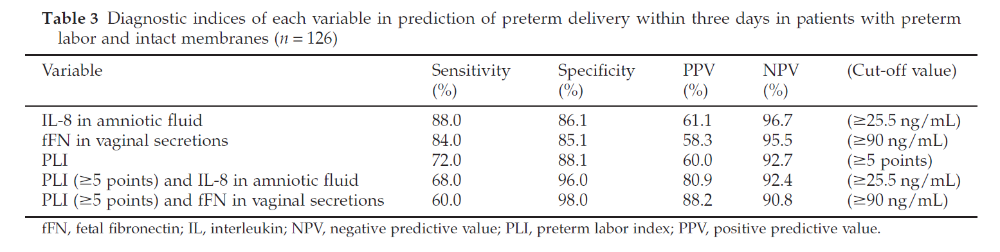 Table 3 Diagnostic indices of each variable in prediction of preterm delivery within three days in patients with preterm
labor and intact membranes (n = 126)
Variable Sensitivity Specificity PPV NPV (Cut-off value)
(%) (%) (%) (%)
IL-8 in amniotic fluid 88.0 86.1 61.1 96.7 (≥25.5 ng/mL)
fFN in vaginal secretions 84.0 85.1 58.3 95.5 (≥90 ng/mL)
PLI 72.0 88.1 60.0 92.7 (≥5 points)
PLI (≥5 points) and IL-8 in amniotic fluid 68.0 96.0 80.9 92.4 (≥25.5 ng/mL)
PLI (≥5 points) and fFN in vaginal secretions 60.0 98.0 88.2 90.8 (≥90 ng/mL)
fFN, fetal fibronectin; IL, interleukin; NPV, negative predictive value; PLI, preterm labor index; PPV, positive predictive value.